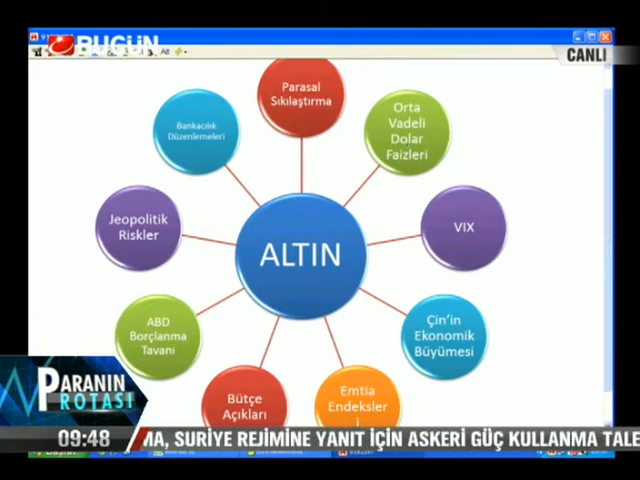 BUGÜN
CANLI
Parasal
Sıkılaştırma
Orta
Vadeli
Dolar
Faizleri
Bankacılık
Düzenlemeleri
Jeopolitik
Riskler
ALTIN
VIX
ABD
Borçlanma
Tavanı
Çin'in
Ekonomik
Büyümesi
Bütçe
Açıkları
Emtia
Endeksler
i
PARANIN
ROTASI
09:48
MA, SURİYE REJİMİNE YANIT İÇİN ASKERİ GÜÇ KULLANMA TALE